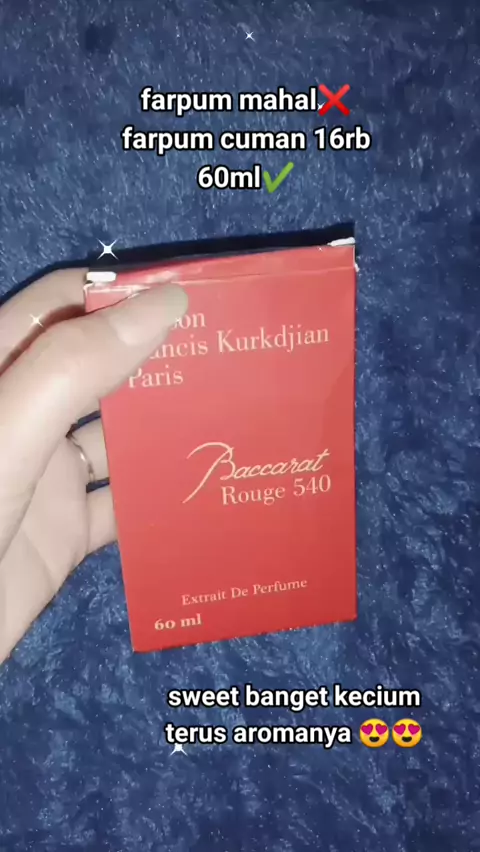 farpum mahal❌
farpum cuman 16rb
60ml✔️
Francis Kurkdjian
Paris
Baccarat
Rouge 540
Extrait De Perfume
60 ml
sweet banget kecium
terus aromanya 😍😍